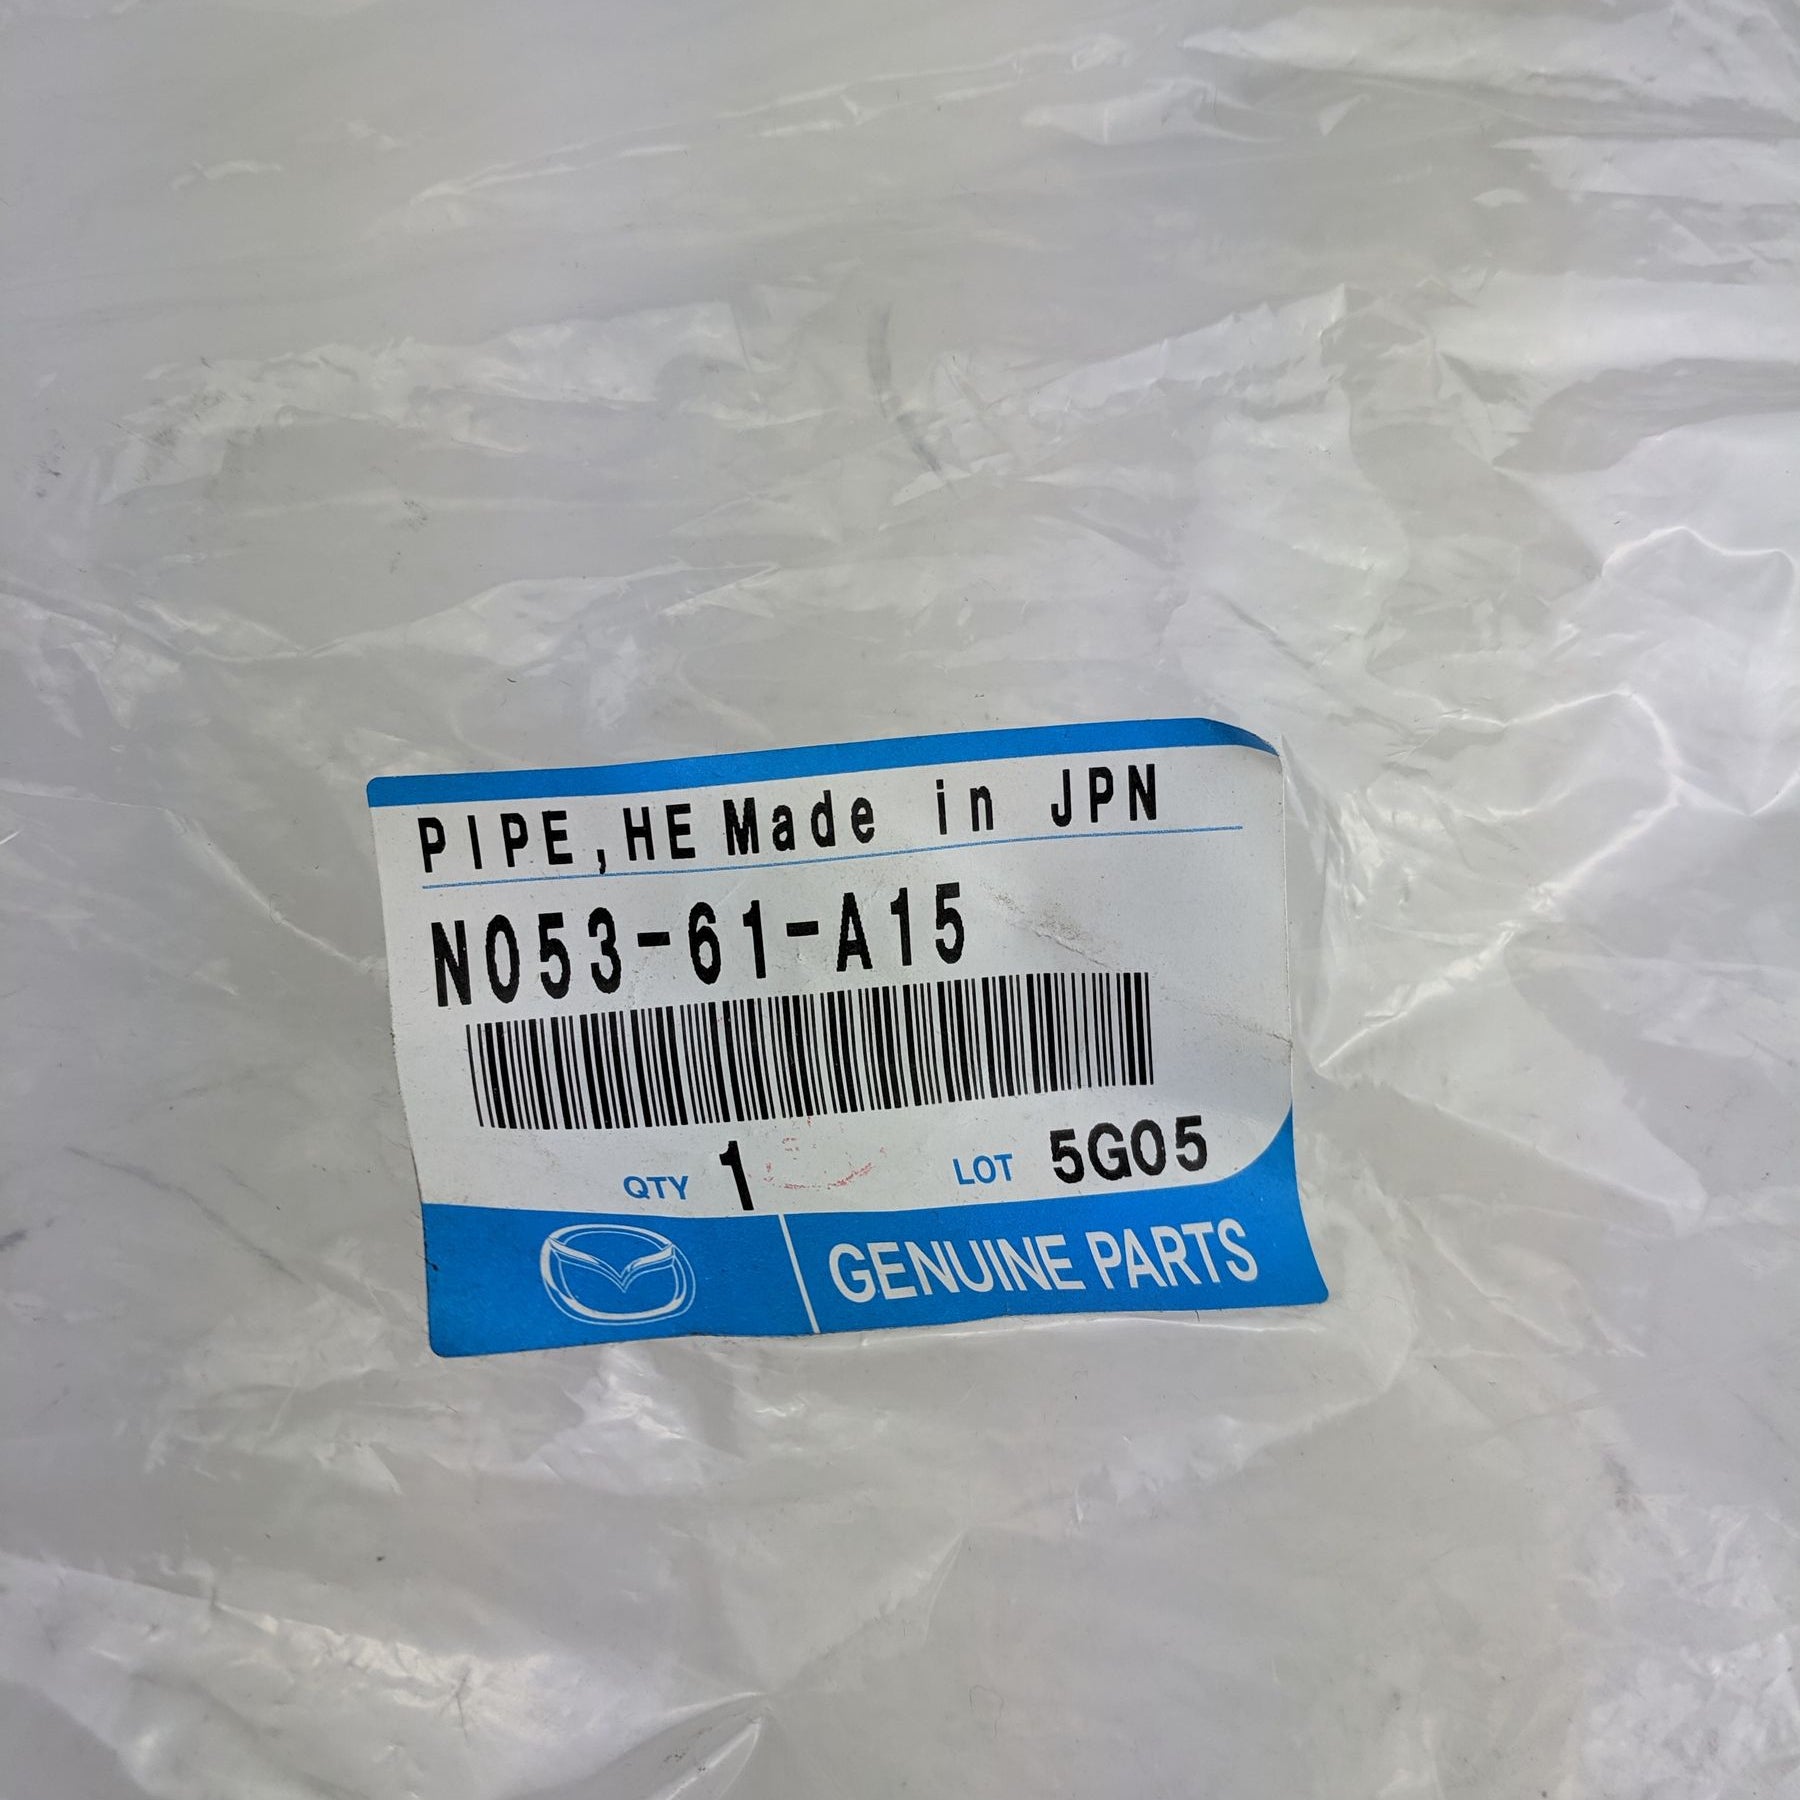 PIPE,HE Made in JPN
N053-61-A15
QTY 1 LOT 5G05
GENUINE PARTS